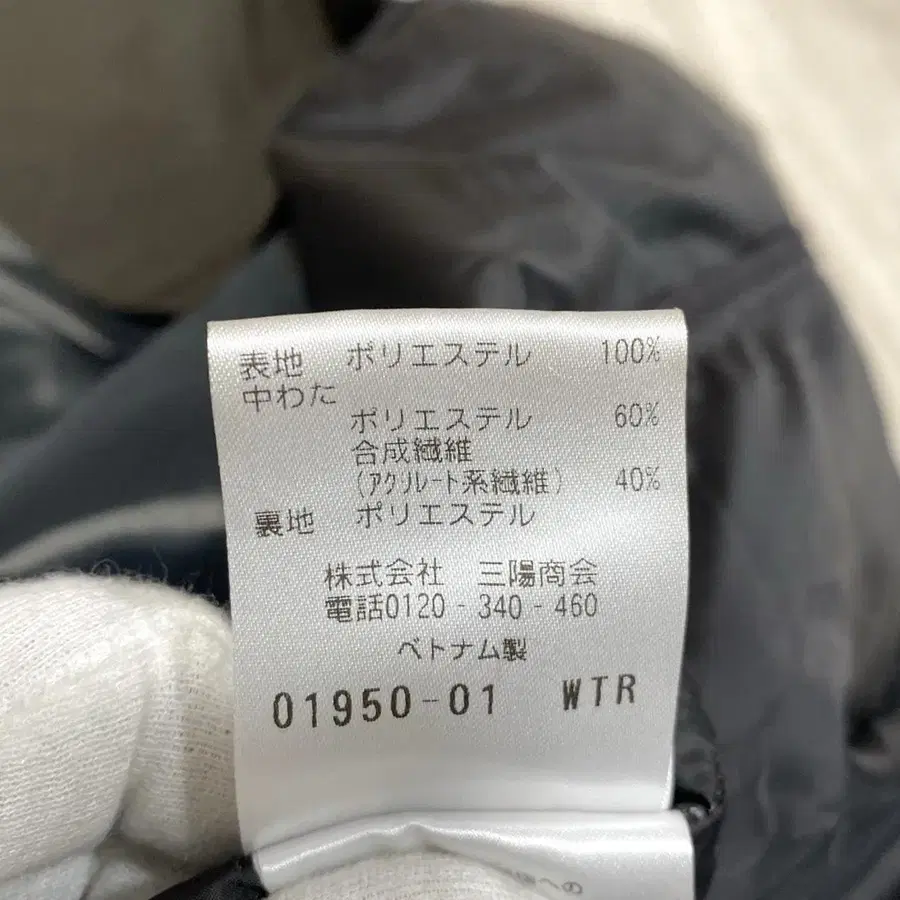 表地 ポリエステル 100%
中わた
ポリエステル 60%
合成繊維
(アクリレート系繊維) 40%
裏地 ポリエステル
株式会社 三陽商会
電話0120-340-460
ベトナム製
01950-01 WTR
への